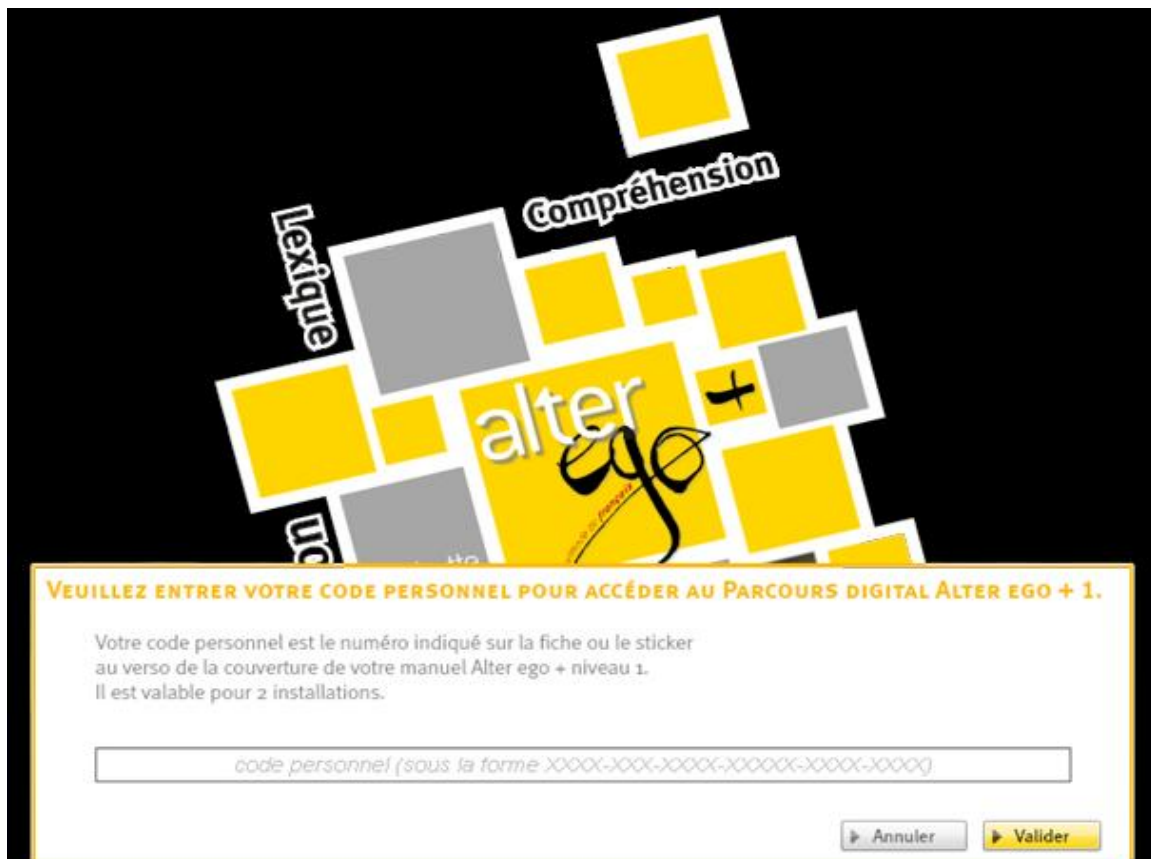 Compréhension
Lexique
alter
ego
+
on
VEUILLEZ ENTRER VOTRE CODE PERSONNEL POUR ACCÉDER AU PARCOURS DIGITAL ALTER EGO + 1.
Votre code personnel est le numéro indiqué sur la fiche ou le sticker
au verso de la couverture de votre manuel Alter ego + niveau 1.
Il est valable pour 2 installations.
code personnel (sous la forme XXXX-XXX-XXXX-XXXXX-XXXX-XXXX)
Annuler
Valider